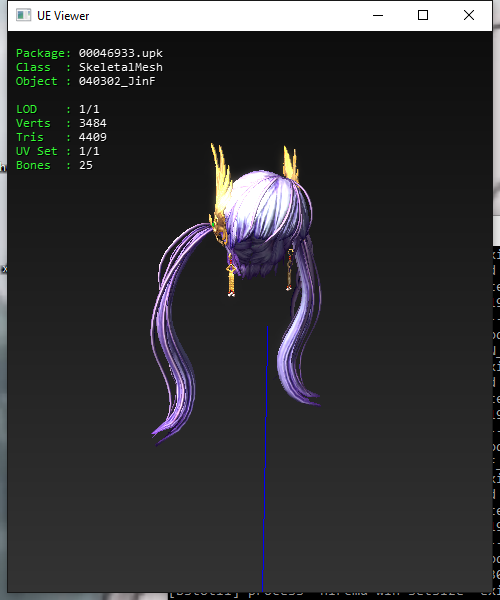 UE Viewer
Package: 00046933.upk
Class : SkeletalMesh
Object : 040302_JinF
LOD : 1/1
Verts : 3484
Tris : 4409
UV Set : 1/1
Bones : 25